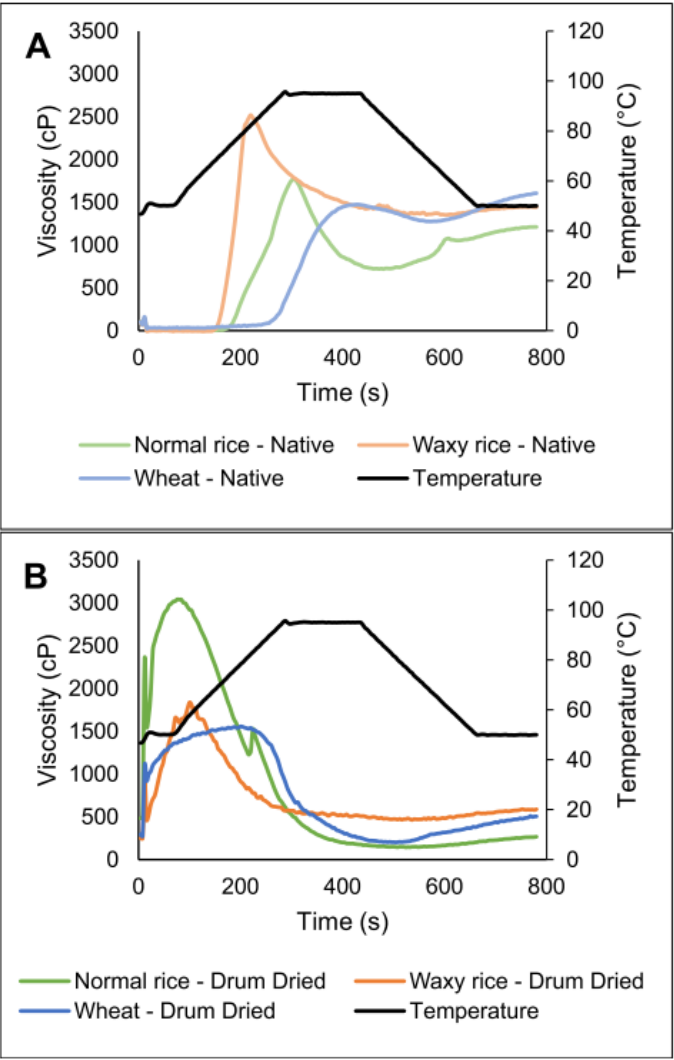 A
3500
3000
2500
2000
1500
1000
500
0
Viscosity (cP)
120
100
80
60
40
20
0
Temperature (°C)
0 200 400 600 800
Time (s)
Normal rice - Native Waxy rice - Native
Wheat - Native Temperature
B
3500
3000
2500
2000
1500
1000
500
0
Viscosity (cP)
120
100
80
60
40
20
0
Temperature (°C)
0 200 400 600 800
Time (s)
Normal rice - Drum Dried Waxy rice - Drum Dried
Wheat - Drum Dried Temperature